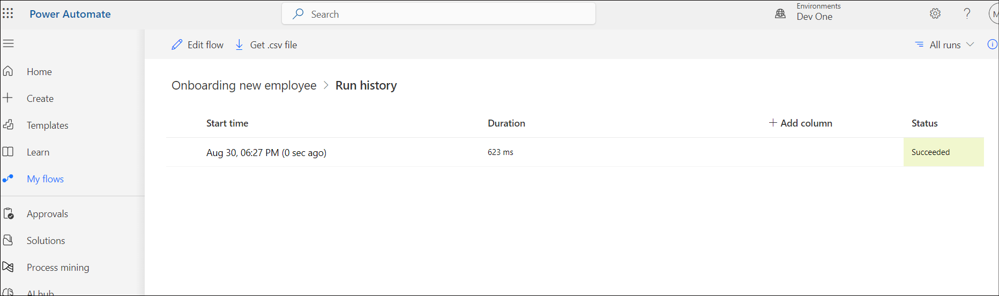 Power Automate
Search
Environments
Dev One
?
M
Edit flow
Get .csv file
All runs
Home
Create
Templates
Learn
My flows
Approvals
Solutions
Process mining
AI hub
Onboarding new employee > Run history
Start time
Duration
+ Add column
Status
Aug 30, 06:27 PM (0 sec ago)
623 ms
Succeeded